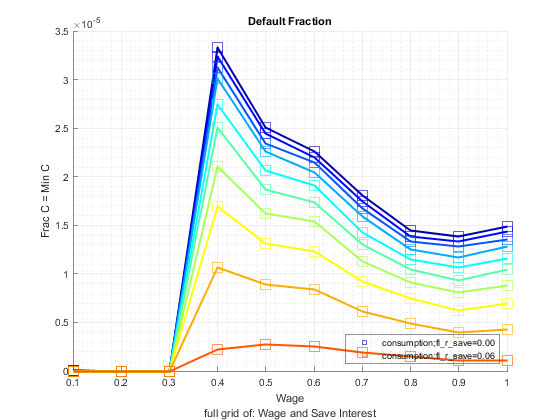 Default Fraction
×10⁻⁵
3.5
3
2.5
2
1.5
1
0.5
0
Frac C = Min C
consumption;fl_r_save=0.00
consumption;fl_r_save=0.06
0.1 0.2 0.3 0.4 0.5 0.6 0.7 0.8 0.9 1
Wage
full grid of: Wage and Save Interest